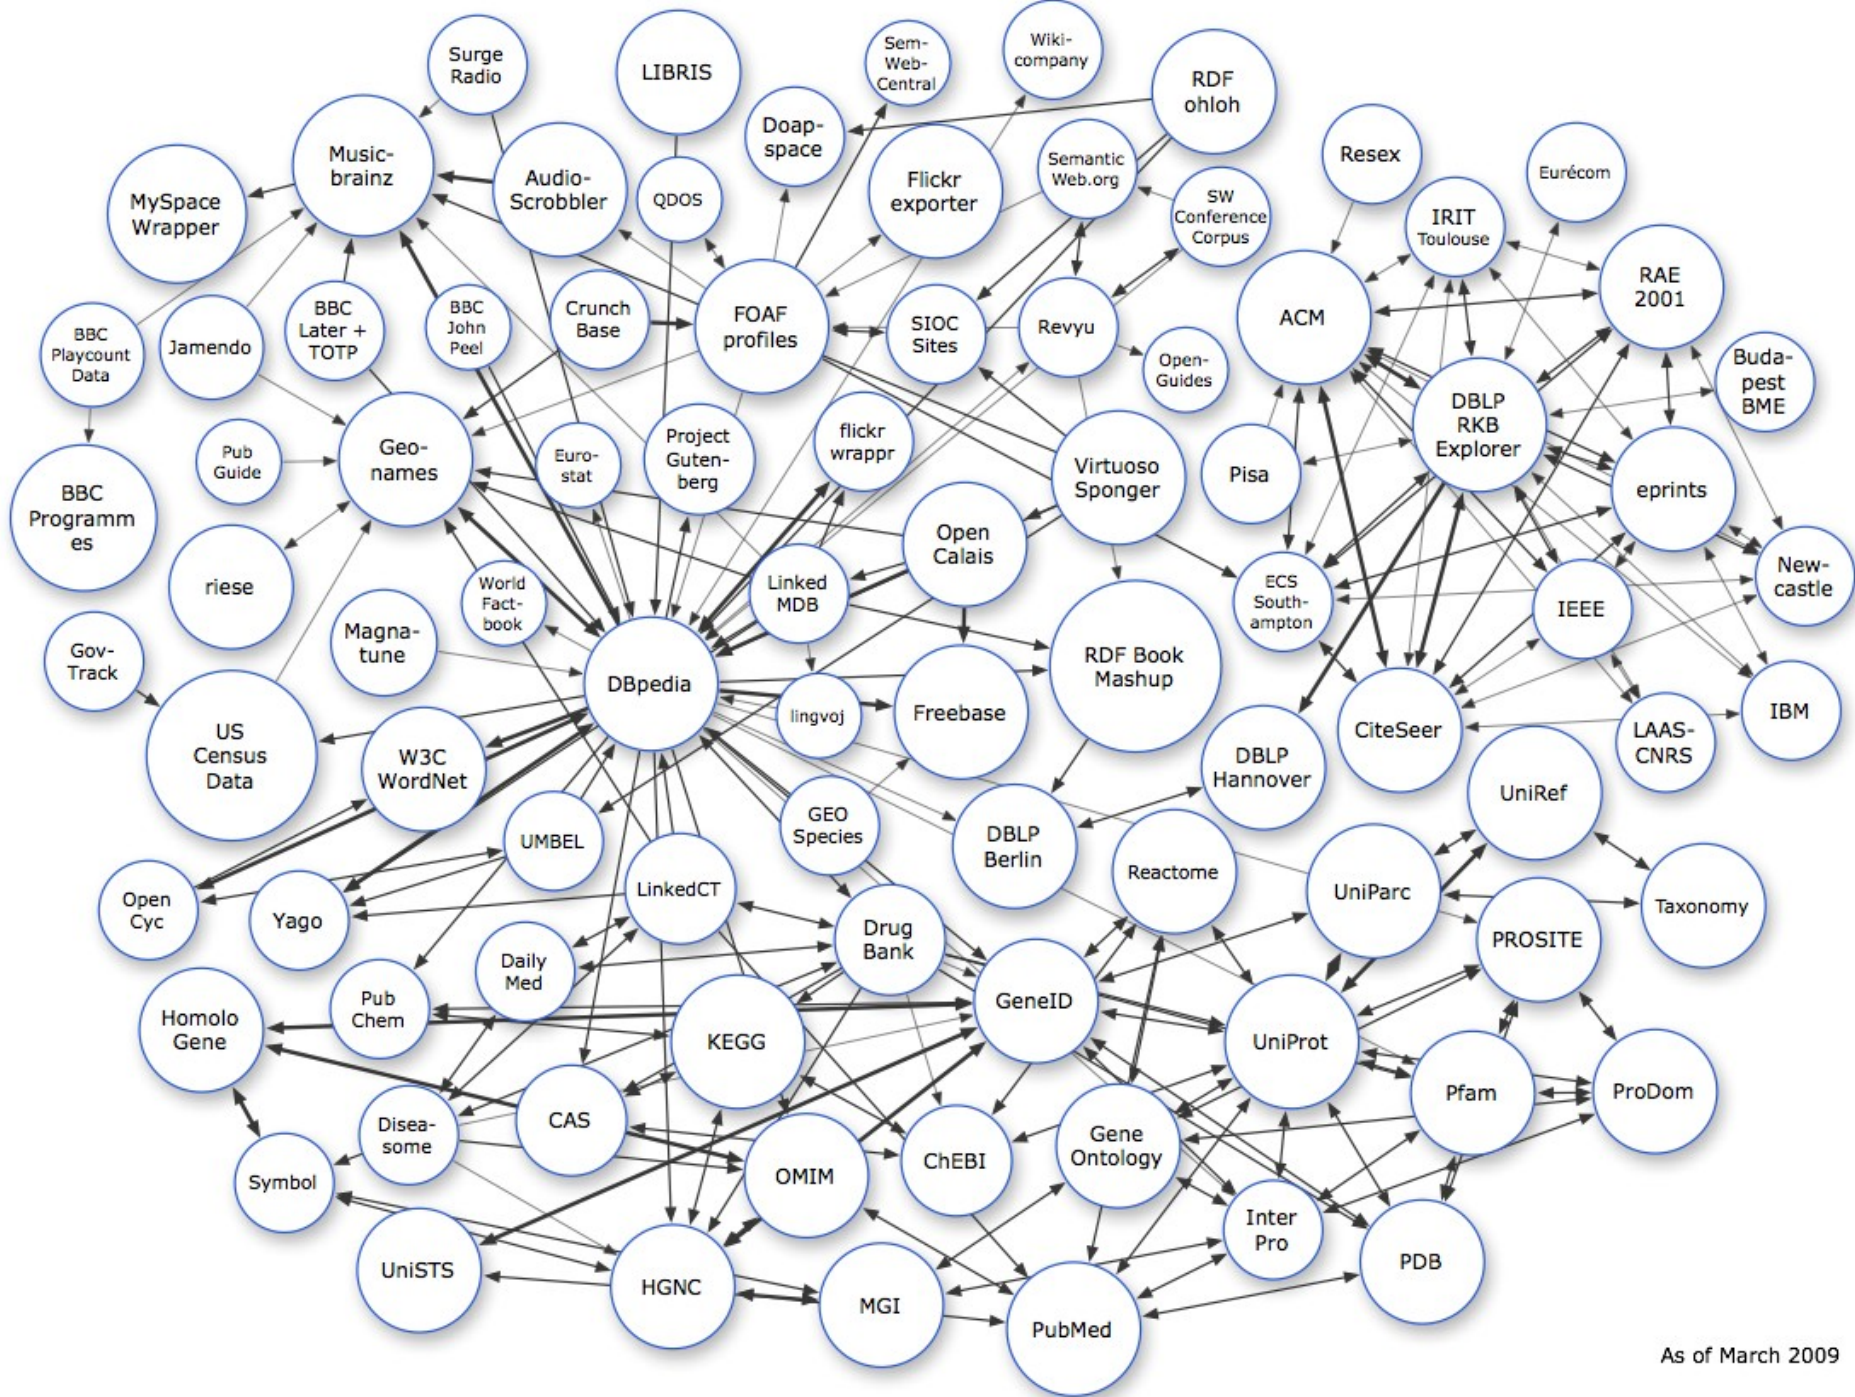 Surge
Radio
LIBRIS
Sem-
Web-
Central
Wiki-
company
RDF
ohloh
Doap-
space
Music-
brainz
Audio-
Scrobbler
QDOS
Flickr
exporter
Semantic
Web.org
SW
Conference
Corpus
Resex
Eurécom
MySpace
Wrapper
IRIT
Toulouse
RAE
2001
BBC
Playcount
Data
Jamendo
BBC
Later +
TOTP
BBC
John
Peel
Crunch
Base
FOAF
profiles
SIOC
Sites
Revyu
Open-
Guides
ACM
Buda-
pest
BME
DBLP
RKB
Explorer
Pub
Guide
Geo-
names
Euro-
stat
Project
Guten-
berg
flickr
wrappr
Virtuoso
Sponger
Pisa
eprints
BBC
Programm
es
Open
Calais
riese
World
Fact-
book
Linked
MDB
ECS
South-
ampton
IEEE
New-
castle
Gov-
Track
Magna-
tune
DBpedia
lingvoj
Freebase
RDF Book
Mashup
CiteSeer
LAAS-
CNRS
IBM
US
Census
Data
W3C
WordNet
DBLP
Hannover
UniRef
UMBEL
GEO
Species
DBLP
Berlin
Open
Cyc
Yago
LinkedCT
Reactome
UniParc
Taxonomy
Drug
Bank
PROSITE
Daily
Med
Homolo
Gene
Pub
Chem
KEGG
GeneID
UniProt
Pfam
ProDom
Disea-
some
CAS
OMIM
ChEBI
Gene
Ontology
Symbol
UniSTS
HGNC
MGI
PubMed
Inter
Pro
PDB
As of March 2009